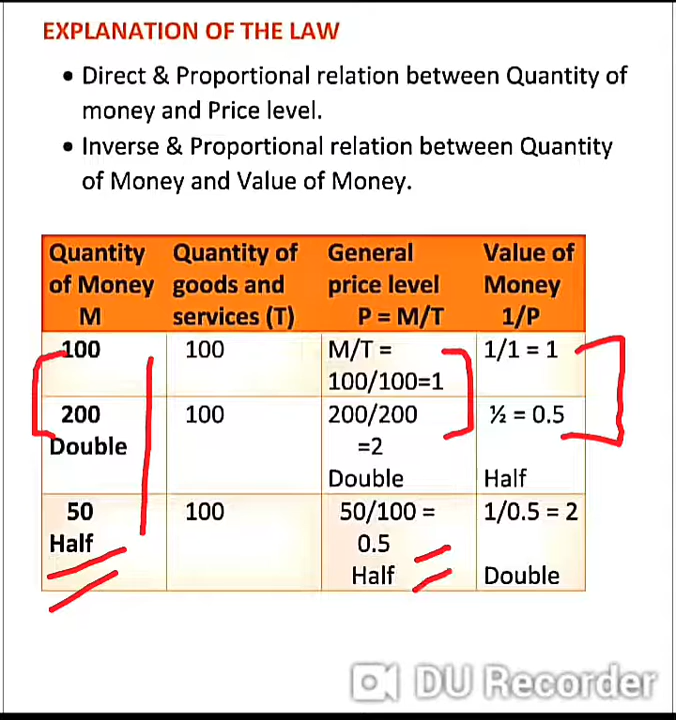 EXPLANATION OF THE LAW
• Direct & Proportional relation between Quantity of
money and Price level.
• Inverse & Proportional relation between Quantity
of Money and Value of Money.
Quantity of Money M
Quantity of goods and services (T)
General price level P = M/T
Value of Money 1/P
100
100
M/T =
100/100=1
1/1 = 1
200
Double
100
200/200
=2
Double
½ = 0.5
Half
50
Half
100
50/100 =
0.5
Half
1/0.5 = 2
Double
DU Recorder